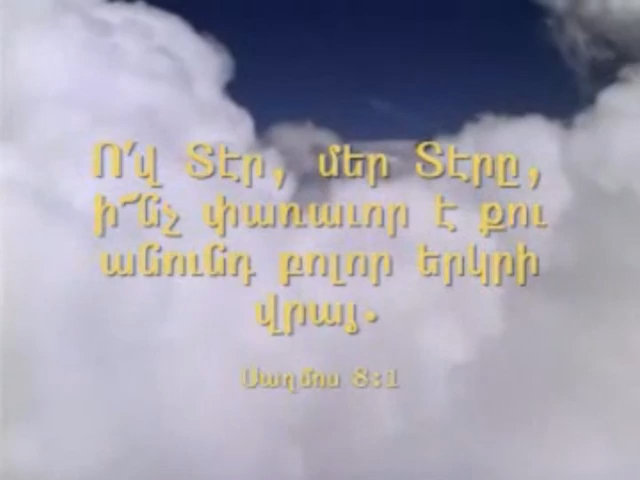 Ո՜վ Տէր, մեր Տէրը,
ի՞նչ փառաւոր է քու
անունդ բոլոր երկրի
վրայ.
Սաղմոս 8:1